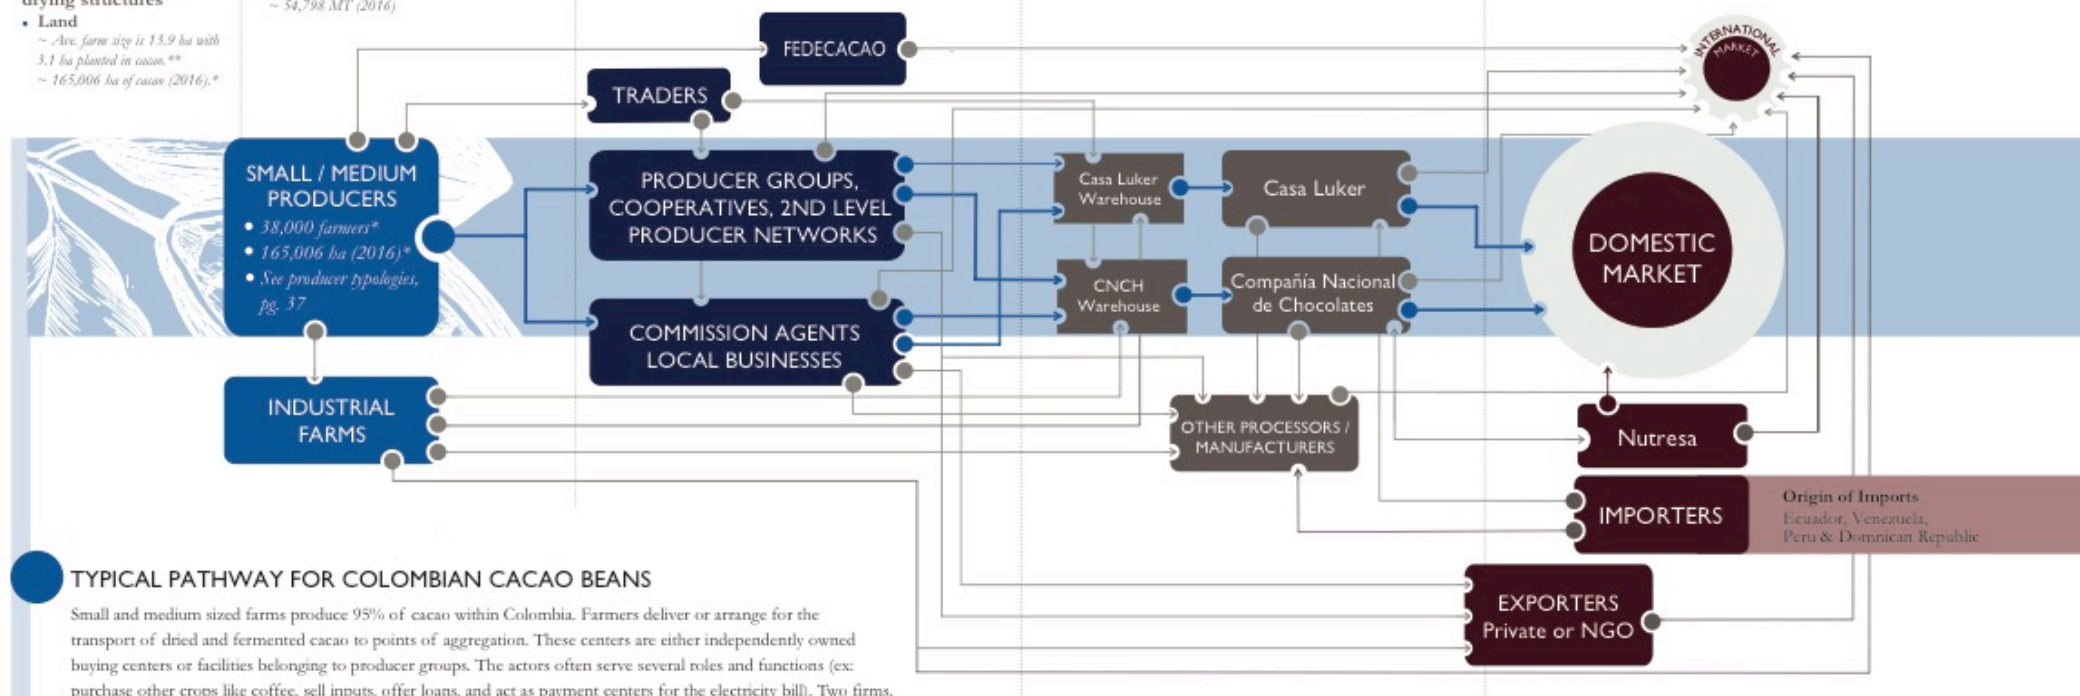 drying structures
• Land
~ Ave. farm size is 13.9 ha with
3.1 ha planted in cacao.**
~ 165,006 ha of cacao (2016).*
~ 54,798 MT (2016)
FEDECACAO
INTERNATIONAL
MARKET
TRADERS
SMALL / MEDIUM
PRODUCERS
• 38,000 farmers*
• 165,006 ha (2016)*
• See producer typologies,
pg. 37
PRODUCER GROUPS,
COOPERATIVES, 2ND LEVEL
PRODUCER NETWORKS
Casa Luker
Warehouse
Casa Luker
DOMESTIC
MARKET
CNCH
Warehouse
Compañía Nacional
de Chocolates
COMMISSION AGENTS
LOCAL BUSINESSES
INDUSTRIAL
FARMS
OTHER PROCESSORS /
MANUFACTURERS
Nutresa
IMPORTERS
Origin of Imports
Ecuador, Venezuela,
Peru & Domnican Republic
EXPORTERS
Private or NGO
TYPICAL PATHWAY FOR COLOMBIAN CACAO BEANS
Small and medium sized farms produce 95% of cacao within Colombia. Farmers deliver or arrange for the
transport of dried and fermented cacao to points of aggregation. These centers are either independently owned
buying centers or facilities belonging to producer groups. The actors often serve several roles and functions (ex:
purchase other crops like coffee, sell inputs, offer loans, and act as payment centers for the electricity bill). Two firms,